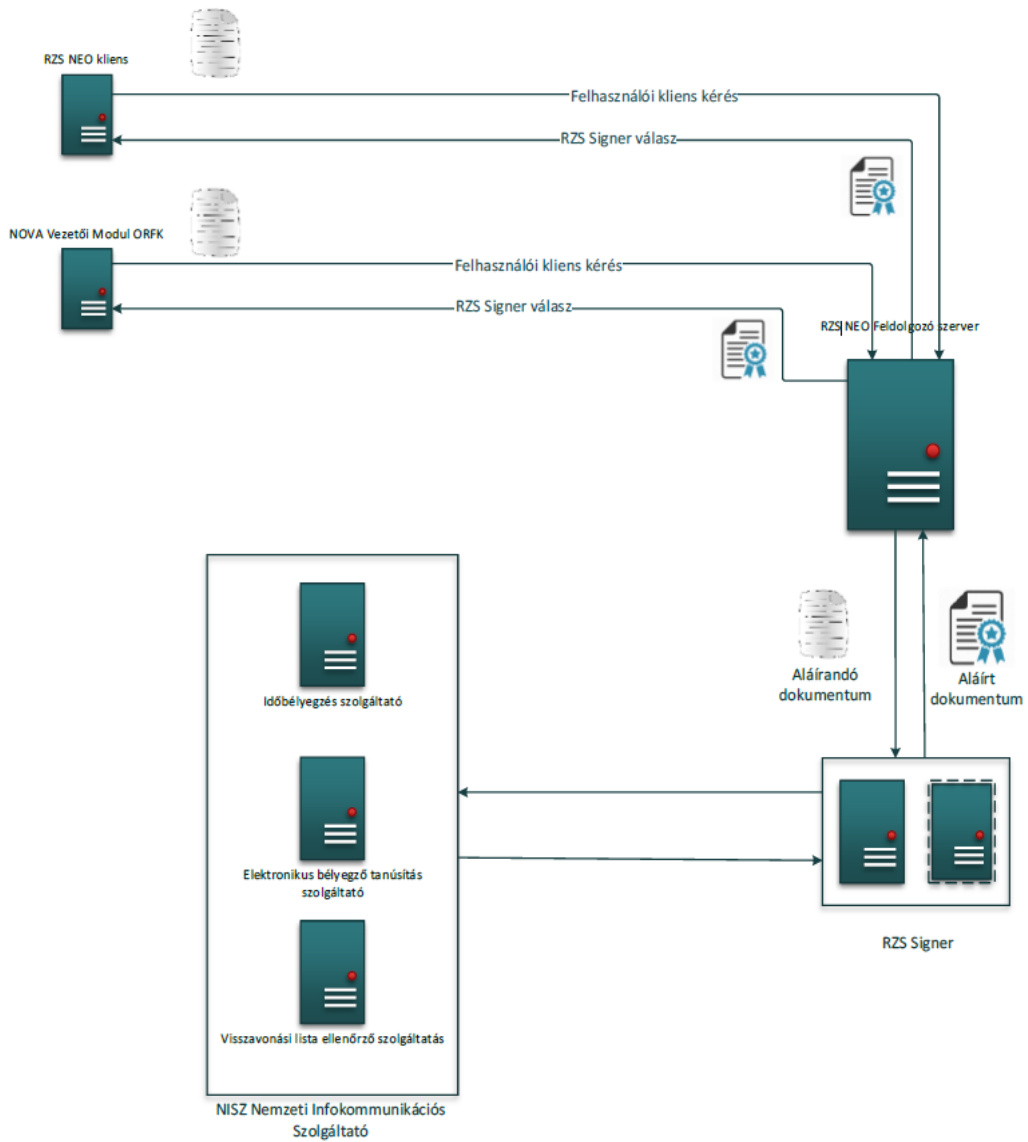 RZS NEO kliens
Felhasználói kliens kérés
RZS Signer válasz
NOVA Vezetői Modul ORFK
Felhasználói kliens kérés
RZS Signer válasz
RZS NEO Feldolgozó szerver
Időbélyegzés szolgáltató
Aláírandó
dokumentum
Aláírt
dokumentum
Elektronikus bélyegző tanúsítás
szolgáltató
RZS Signer
Visszavonási lista ellenőrző szolgáltatás
NISZ Nemzeti Infokommunikációs
Szolgáltató